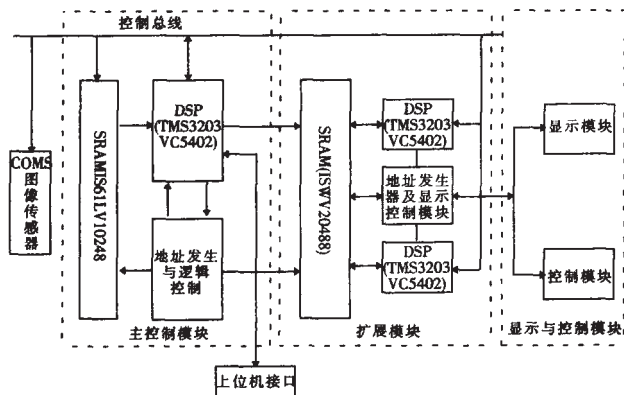 控制总线
COMS
图像传
感器
SRAMIS61LV10248
DSP
(TMS3203
VC5402)
地址发生
与逻辑
控制
主控制模块
上位机接口
SRAM(ISWV20488)
DSP
(TMS3203
VC5402)
地址发生
器及显示
控制模块
DSP
(TMS3203
VC5402)
扩展模块
显示模块
控制模块
显示与控制模块